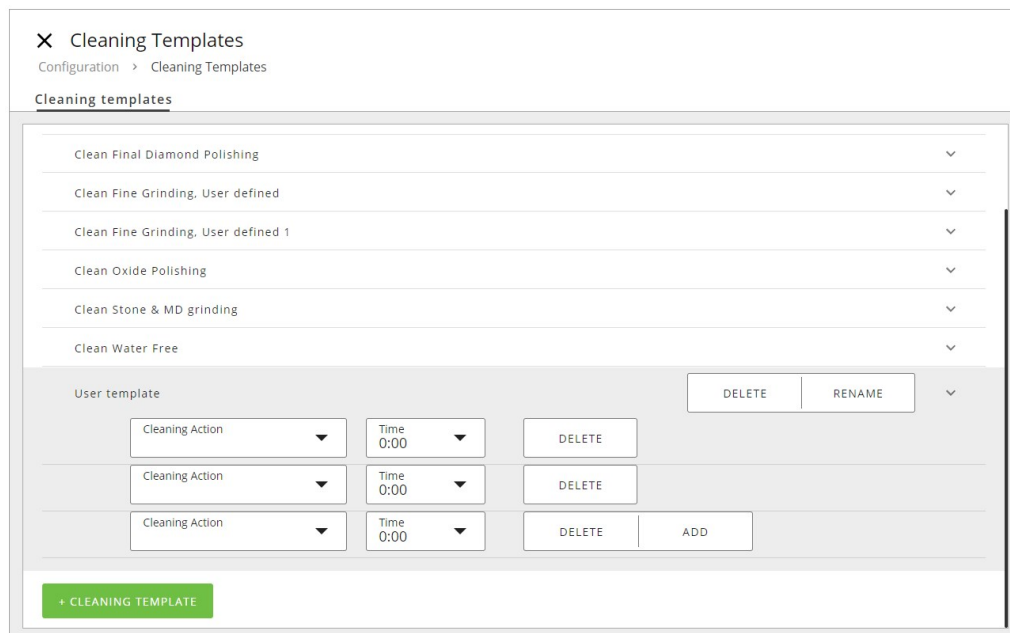 Cleaning Templates
Configuration > Cleaning Templates
Cleaning templates
Clean Final Diamond Polishing
Clean Fine Grinding, User defined
Clean Fine Grinding, User defined 1
Clean Oxide Polishing
Clean Stone & MD grinding
Clean Water Free
User template DELETE RENAME
Cleaning Action Time
0:00 DELETE
Cleaning Action Time
0:00 DELETE
Cleaning Action Time
0:00 DELETE ADD
+ CLEANING TEMPLATE